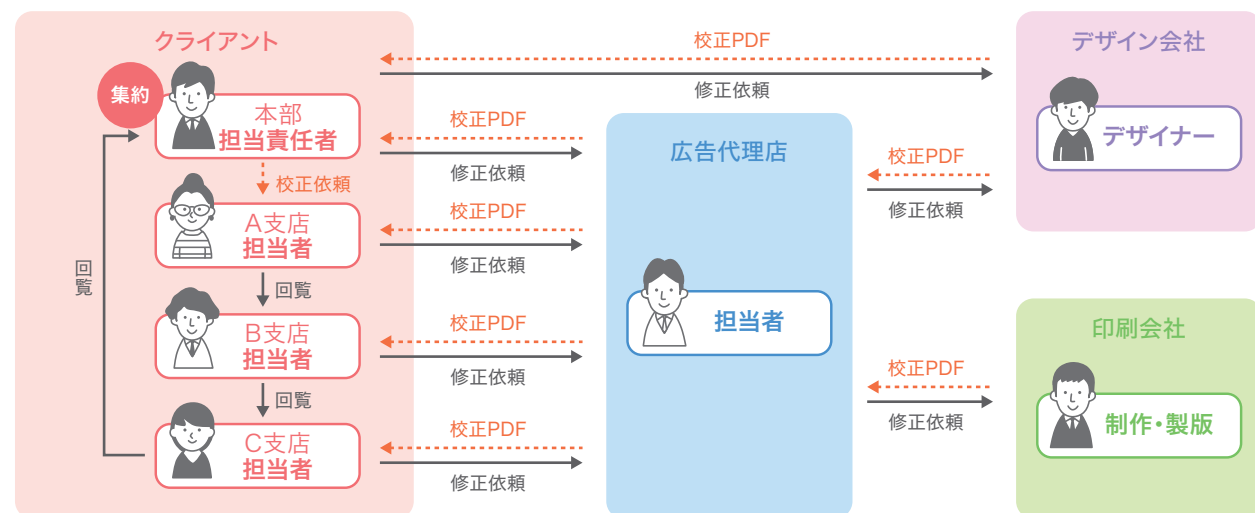 クライアント
集約
本部
担当責任者
校正依頼
A支店
担当者
回覧
B支店
担当者
回覧
C支店
担当者
回覧
校正PDF
修正依頼
校正PDF
修正依頼
校正PDF
修正依頼
校正PDF
修正依頼
校正PDF
修正依頼
広告代理店
担当者
校正PDF
修正依頼
校正PDF
修正依頼
デザイン会社
デザイナー
印刷会社
制作・製版